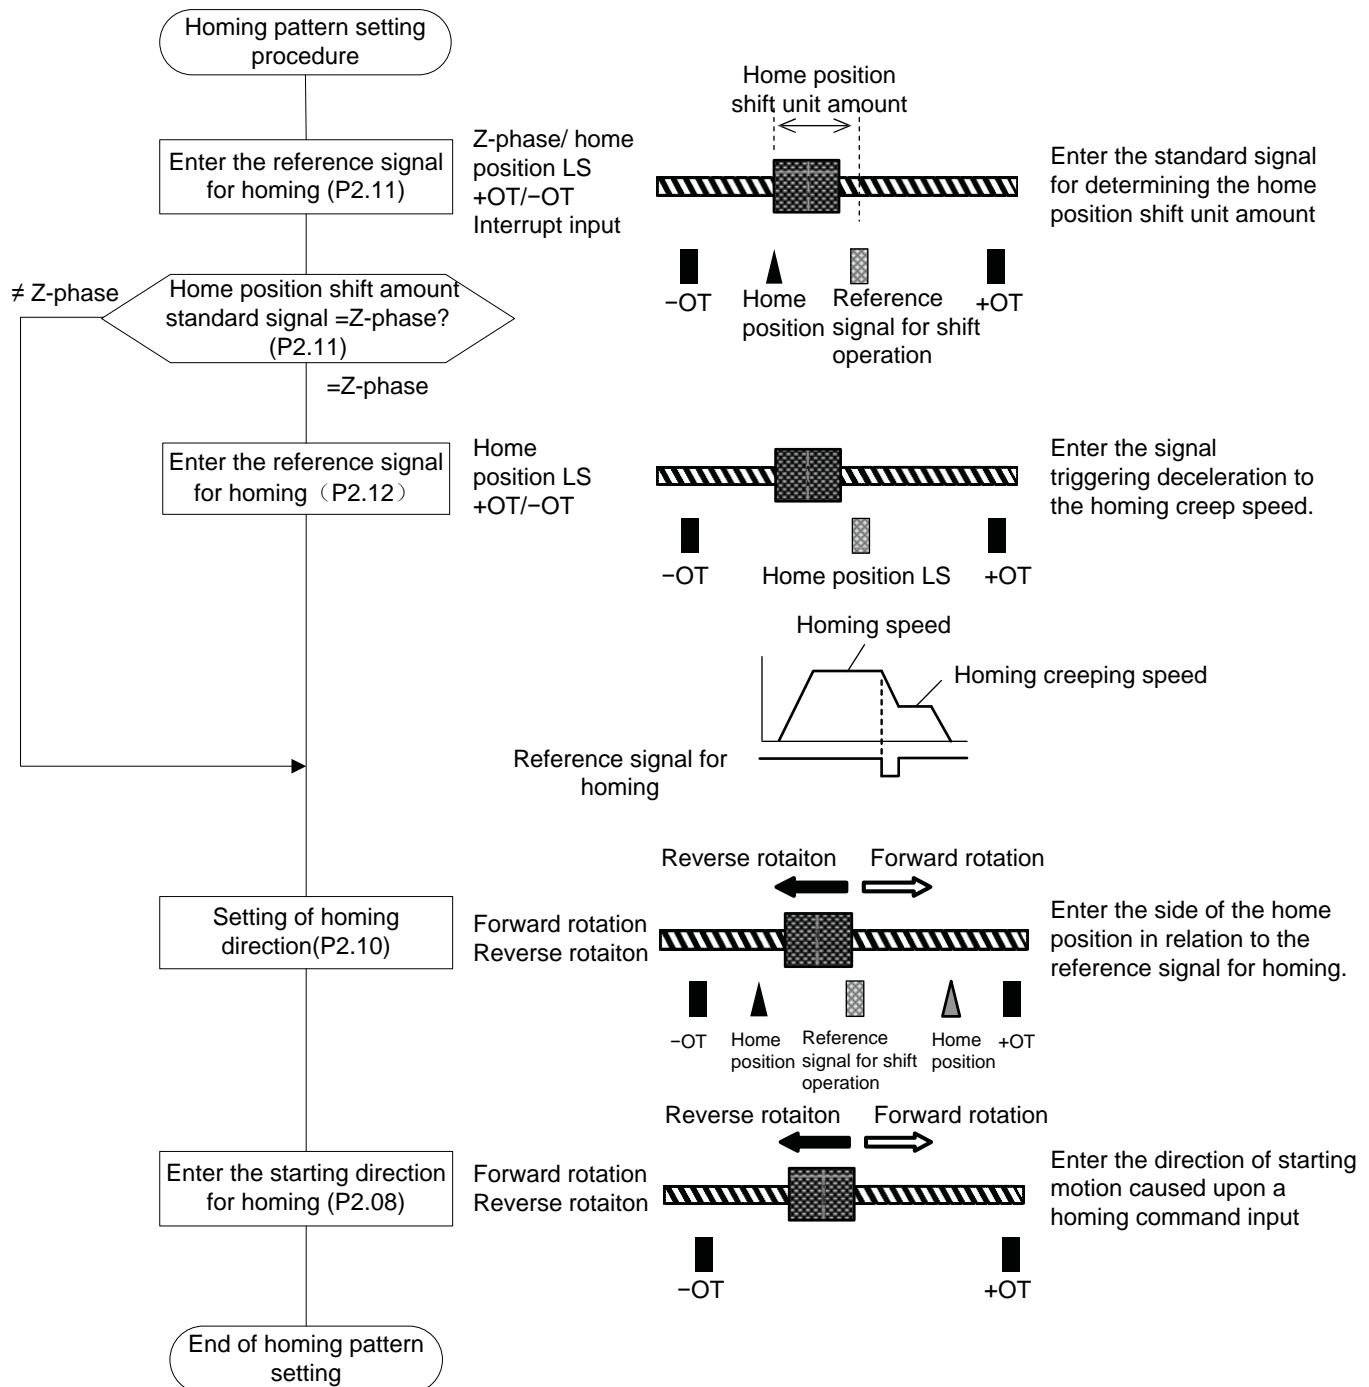 Homing pattern setting
procedure
Home position
shift unit amount
Enter the reference signal
for homing (P2.11)
Z-phase/ home
position LS
+OT/−OT
Interrupt input
Enter the standard signal
for determining the home
position shift unit amount
−OT
Home
position
Reference
signal for shift
operation
+OT
≠ Z-phase
Home position shift amount
standard signal =Z-phase?
(P2.11)
=Z-phase
Enter the reference signal
for homing（P2.12）
Home
position LS
+OT/−OT
Enter the signal
triggering deceleration to
the homing creep speed.
−OT
Home position LS
+OT
Homing speed
Homing creeping speed
Reference signal for
homing
Reverse rotaiton
Forward rotation
Setting of homing
direction(P2.10)
Forward rotation
Reverse rotaiton
Enter the side of the home
position in relation to the
reference signal for homing.
−OT
Home
position
Reference
signal for shift
operation
Home
position
+OT
Reverse rotaiton
Forward rotation
Enter the starting direction
for homing (P2.08)
Forward rotation
Reverse rotaiton
Enter the direction of starting
motion caused upon a
homing command input
−OT
+OT
End of homing pattern
setting